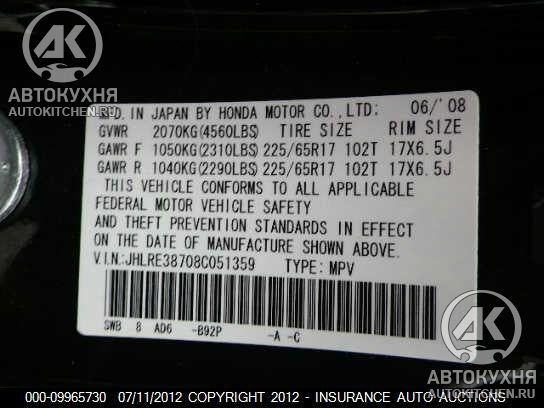 АВТОКУХНЯ
AUTOKITCHEN.RU
MFD. IN JAPAN BY HONDA MOTOR CO.,LTD: 06/'08
GVWR 2070KG(4560LBS) TIRE SIZE RIM SIZE
GAWR F 1050KG(2310LBS) 225/65R17 102T 17X6.5J
GAWR R 1040KG(2290LBS) 225/65R17 102T 17X6.5J
THIS VEHICLE CONFORMS TO ALL APPLICABLE
FEDERAL MOTOR VEHICLE SAFETY
AND THEFT PREVENTION STANDARDS IN EFFECT
ON THE DATE OF MANUFACTURE SHOWN ABOVE.
V.I.N.:JHLRE38708C051359 TYPE: MPV
SWB 8 AD6 -B92P -A -C
АВТОКУХНЯ
AUTOKITCHEN.RU
000-09965730 07/11/2012 COPYRIGHT 2012 - INSURANCE AUTO AUCTIONS